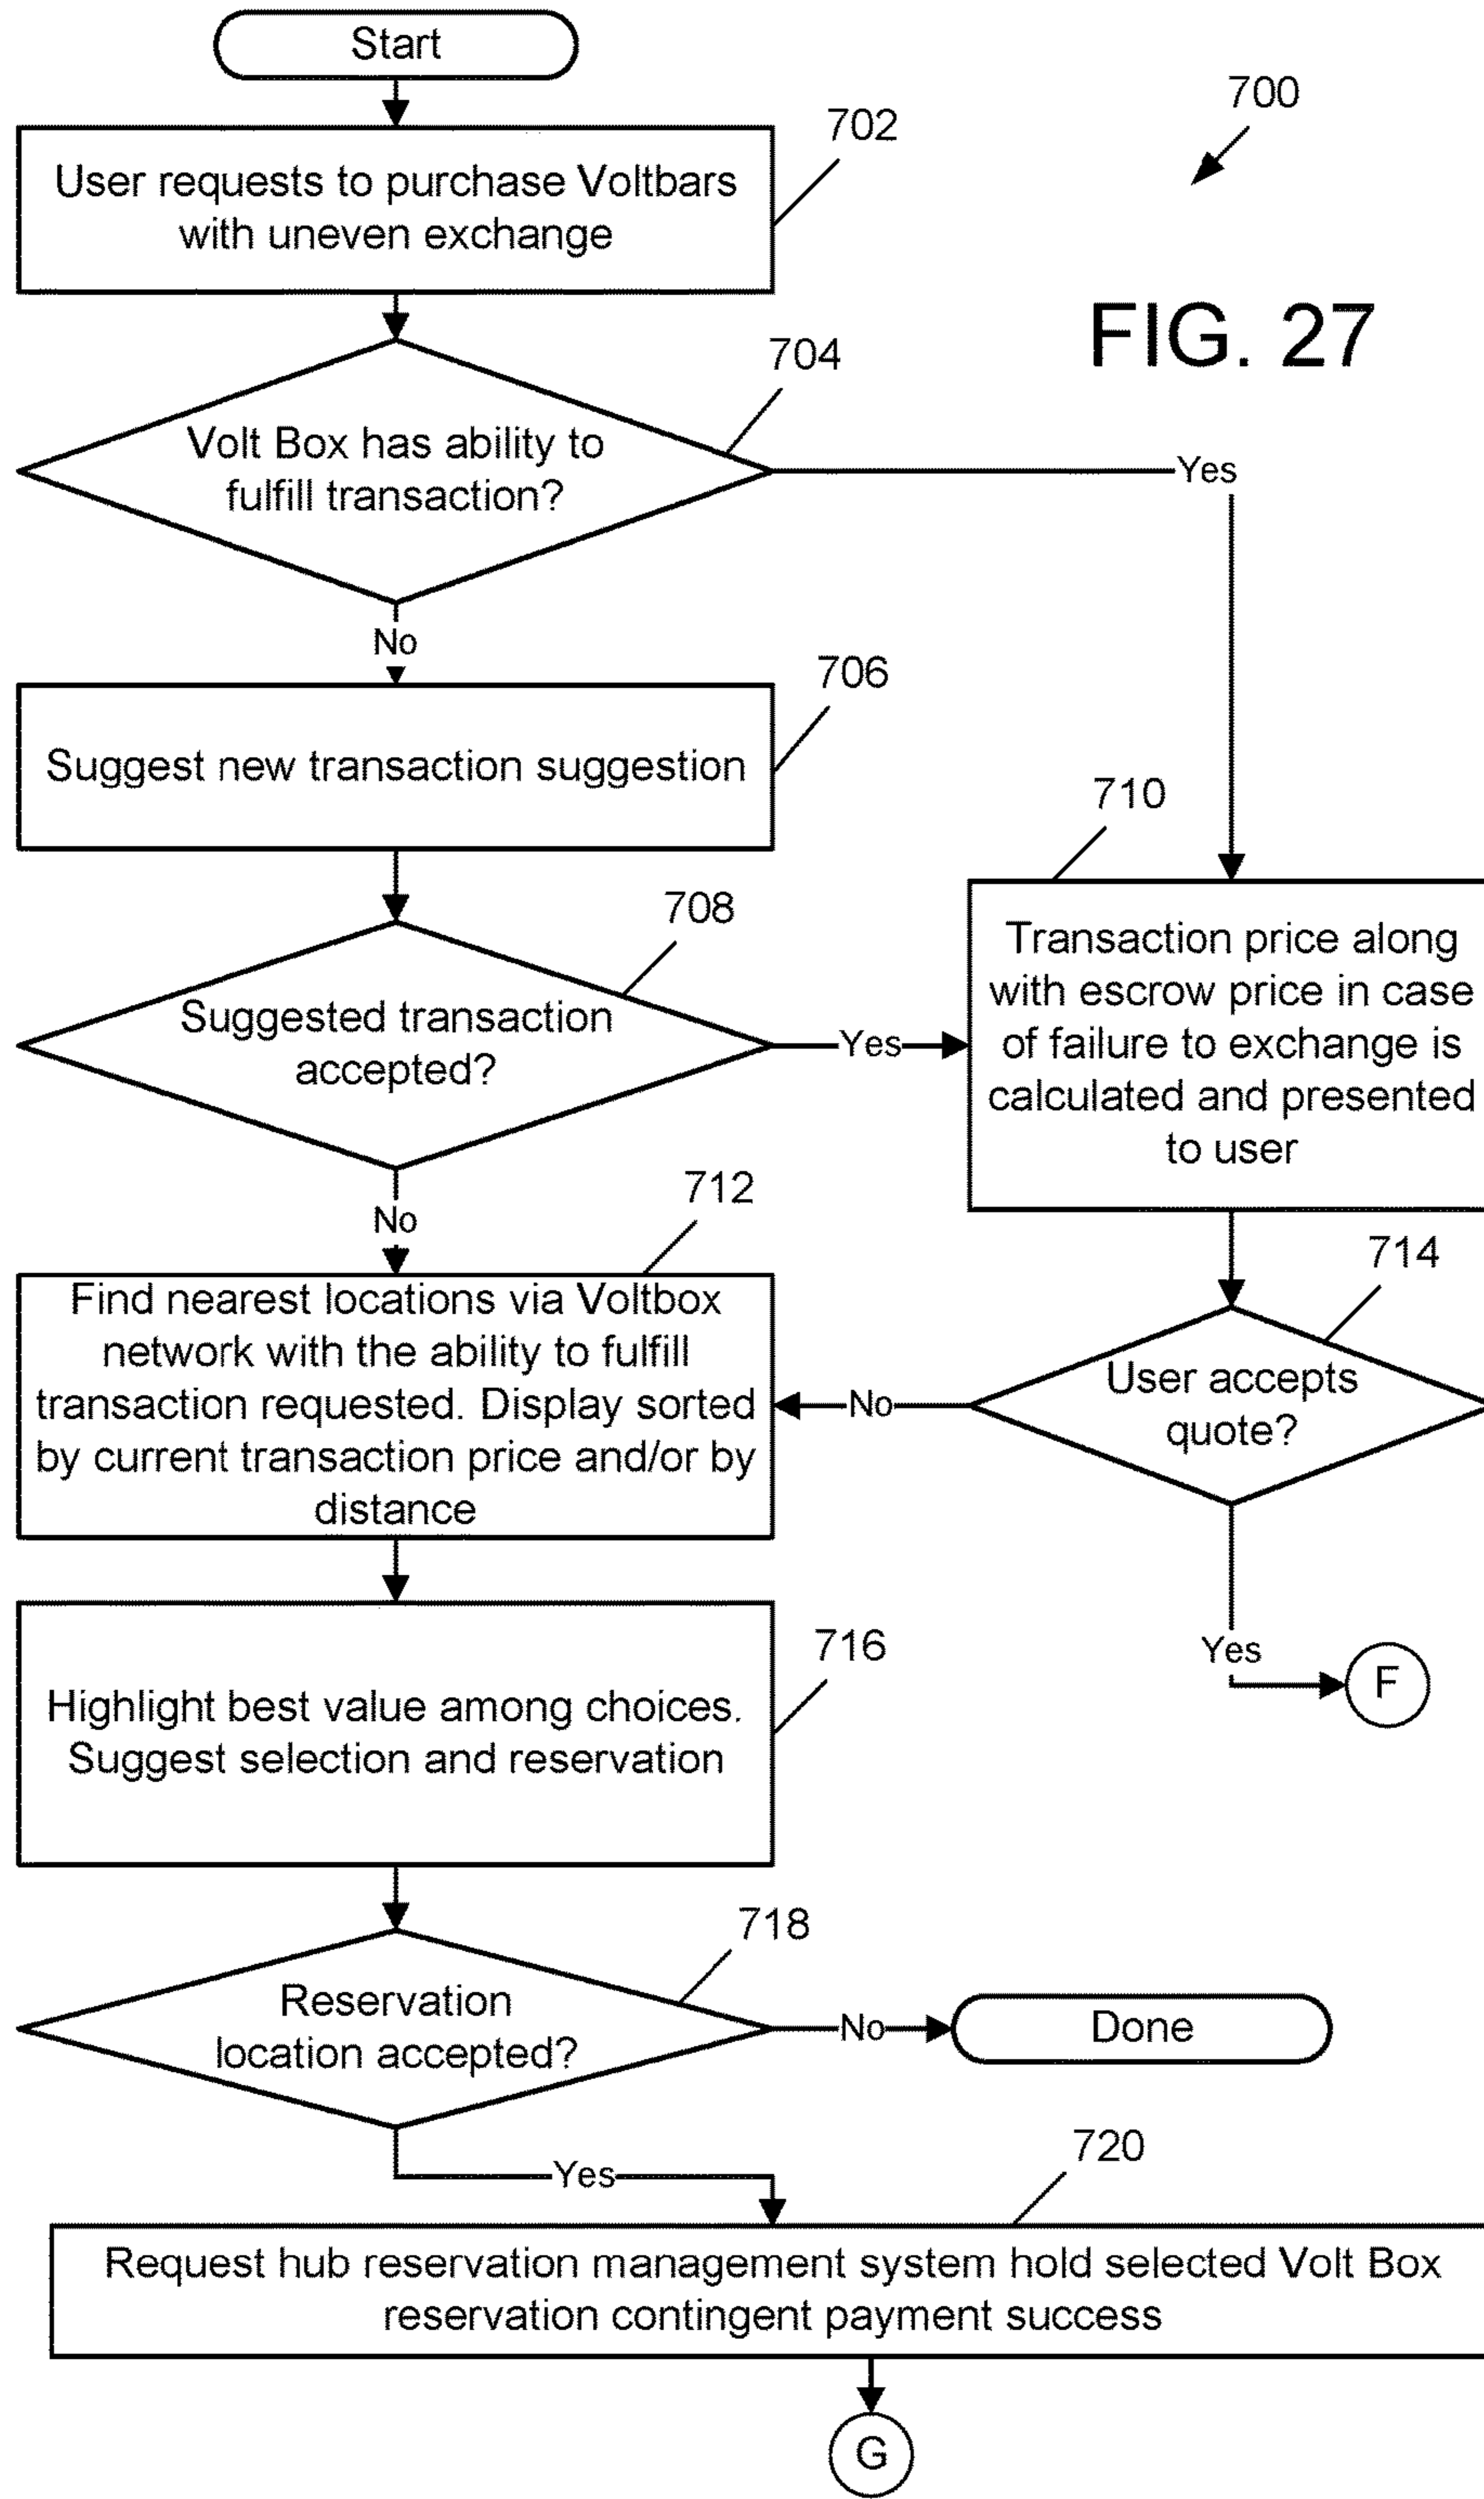 Start
700
702
User requests to purchase Voltbars
with uneven exchange
FIG. 27
704
Volt Box has ability to
fulfill transaction?
Yes
No
706
Suggest new transaction suggestion
710
708
Transaction price along
with escrow price in case
of failure to exchange is
calculated and presented
to user
Suggested transaction
accepted?
Yes
No
712
714
Find nearest locations via Voltbox
network with the ability to fulfill
transaction requested. Display sorted
by current transaction price and/or by
distance
No
User accepts
quote?
Yes
F
716
Highlight best value among choices.
Suggest selection and reservation
718
Reservation
location accepted?
No
Done
Yes
720
Request hub reservation management system hold selected Volt Box
reservation contingent payment success
G